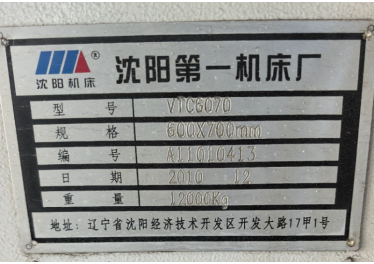 沈阳机床® 沈阳第一机床厂
型号 VTC6070
规格 600X700mm
编号 A11010413
日期 2010 12
重量 12000Kg
地址: 辽宁省沈阳经济技术开发区开发大路17甲1号